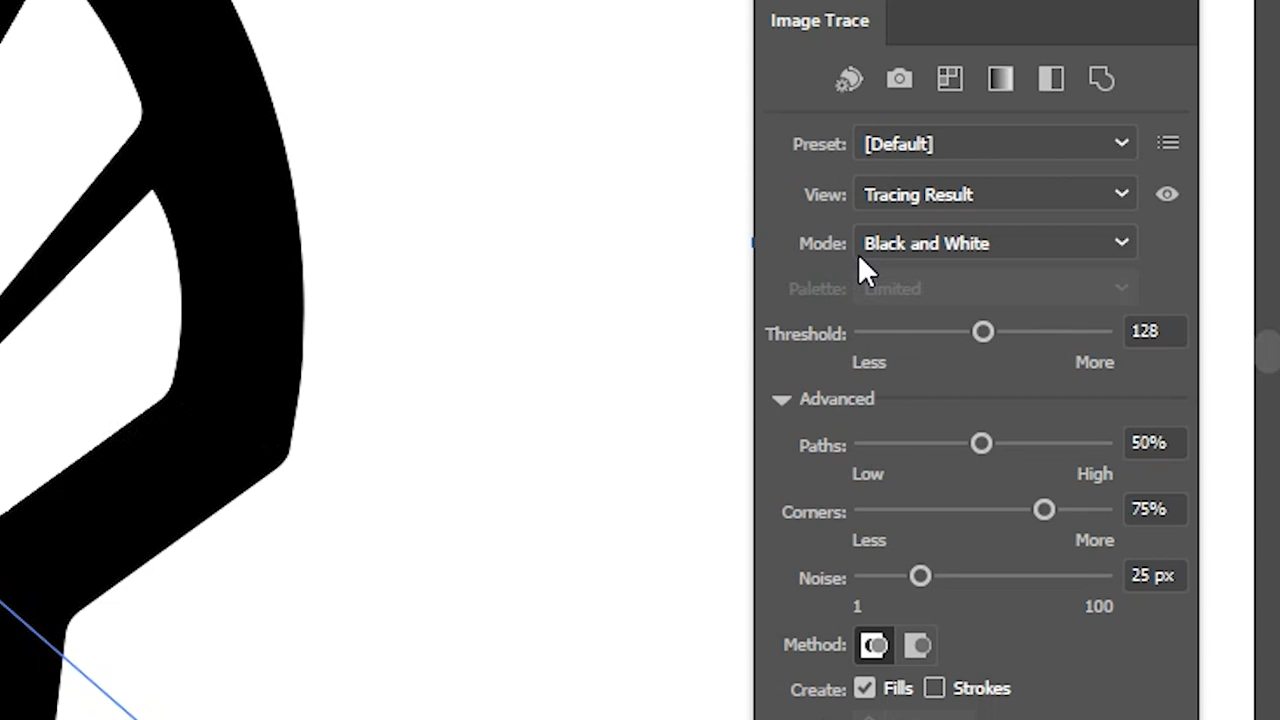 Image Trace
Preset: [Default]
View: Tracing Result
Mode: Black and White
Palette: Limited
Threshold: 128
Less More
Advanced
Paths: 50%
Low High
Corners: 75%
Less More
Noise: 25 px
1 100
Method:
Create: Fills Strokes